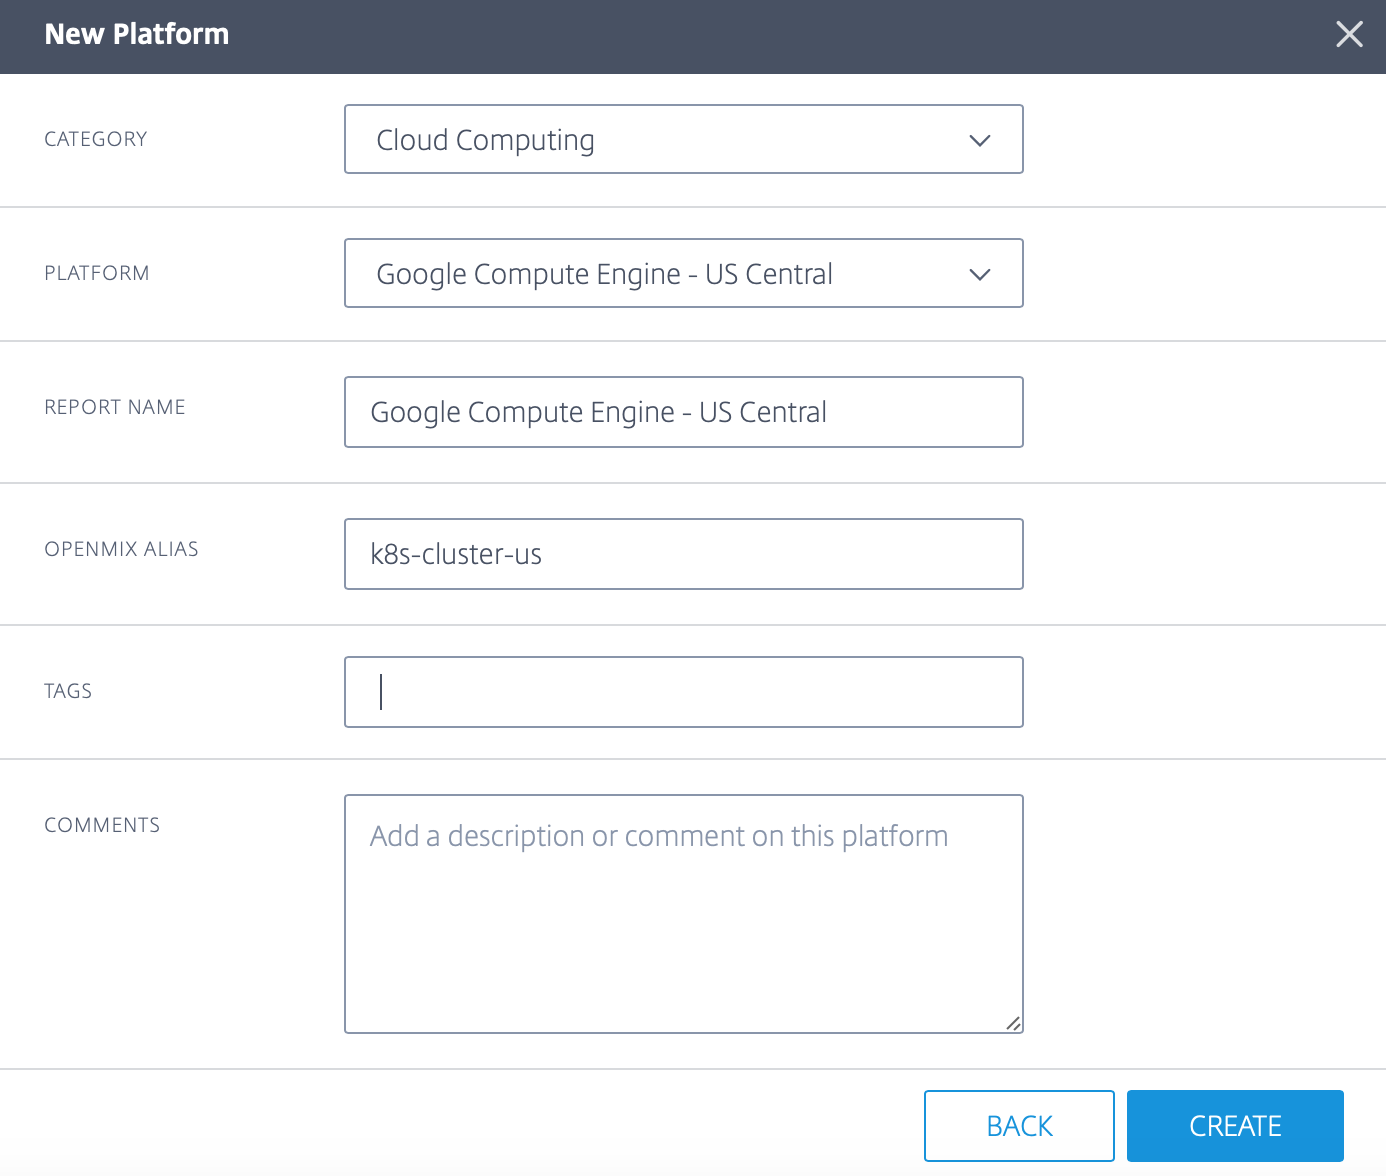 New Platform
CATEGORY
Cloud Computing
PLATFORM
Google Compute Engine - US Central
REPORT NAME
Google Compute Engine - US Central
OPENMIX ALIAS
k8s-cluster-us
TAGS
COMMENTS
Add a description or comment on this platform
BACK
CREATE